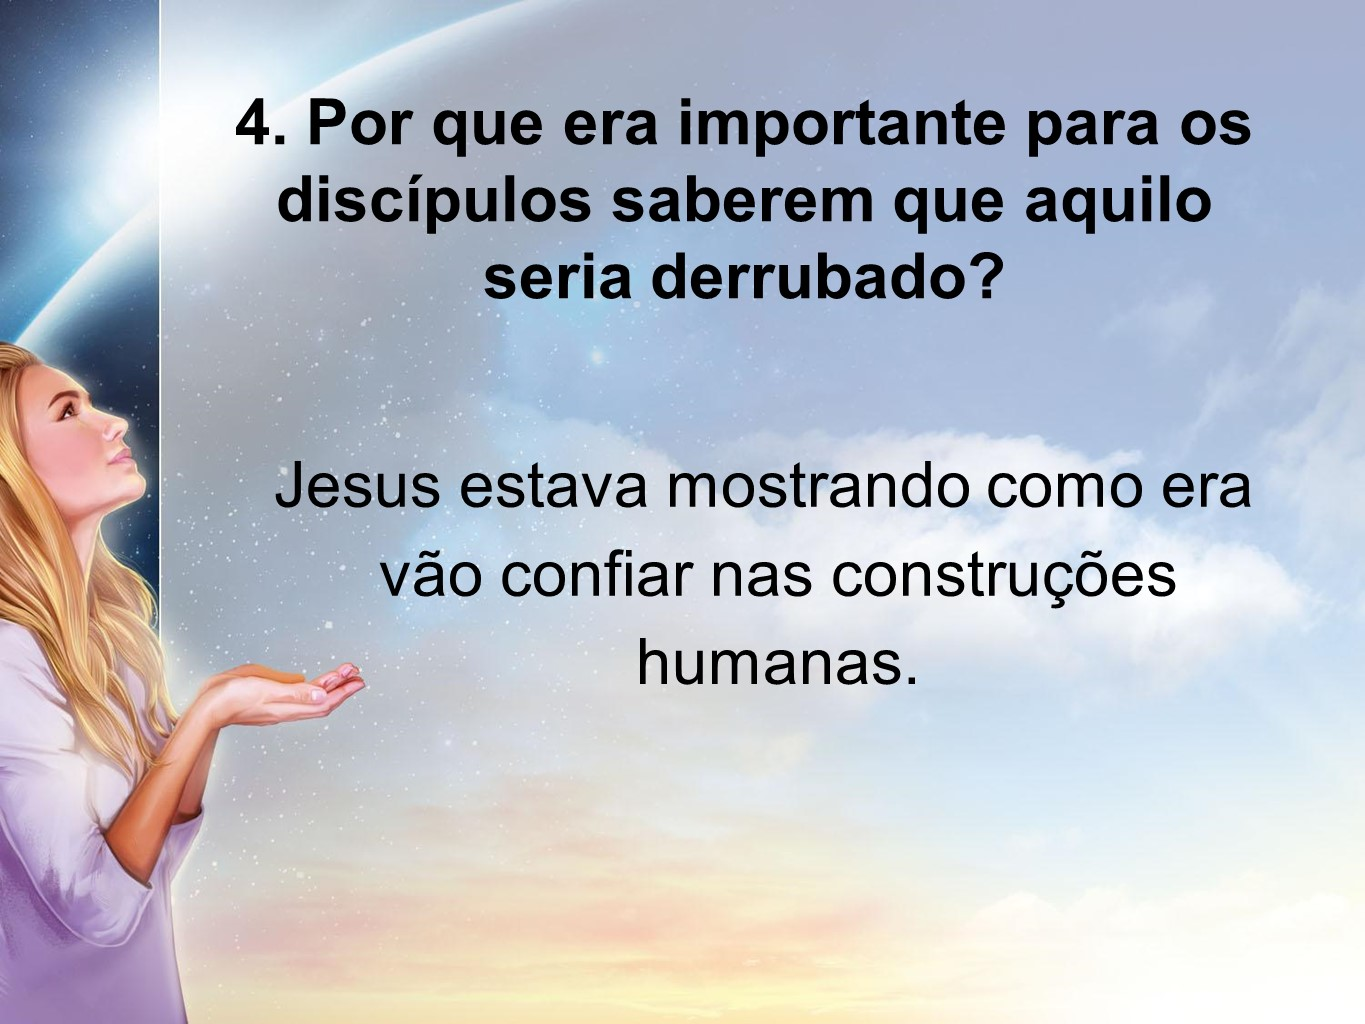 4. Por que era importante para os
discípulos saberem que aquilo
seria derrubado?
Jesus estava mostrando como era
vão confiar nas construções
humanas.